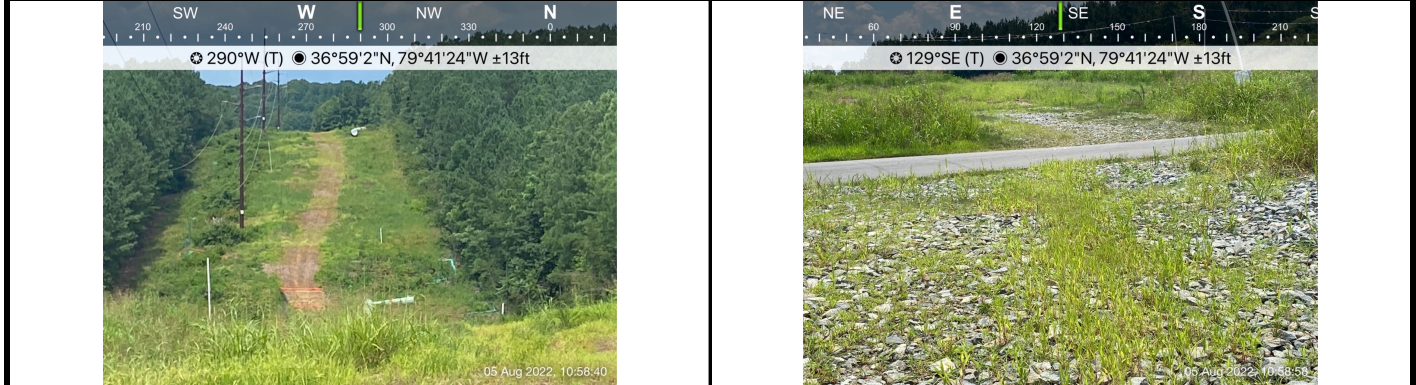 SW W NW N
210 240 270 300 330 0
290°W (T) 36°59'2"N, 79°41'24"W ±13ft
05 Aug 2022, 10:58:40
NE E SE S S
60 90 120 150 180 210
129°SE (T) 36°59'2"N, 79°41'24"W ±13ft
05 Aug 2022, 10:58:58